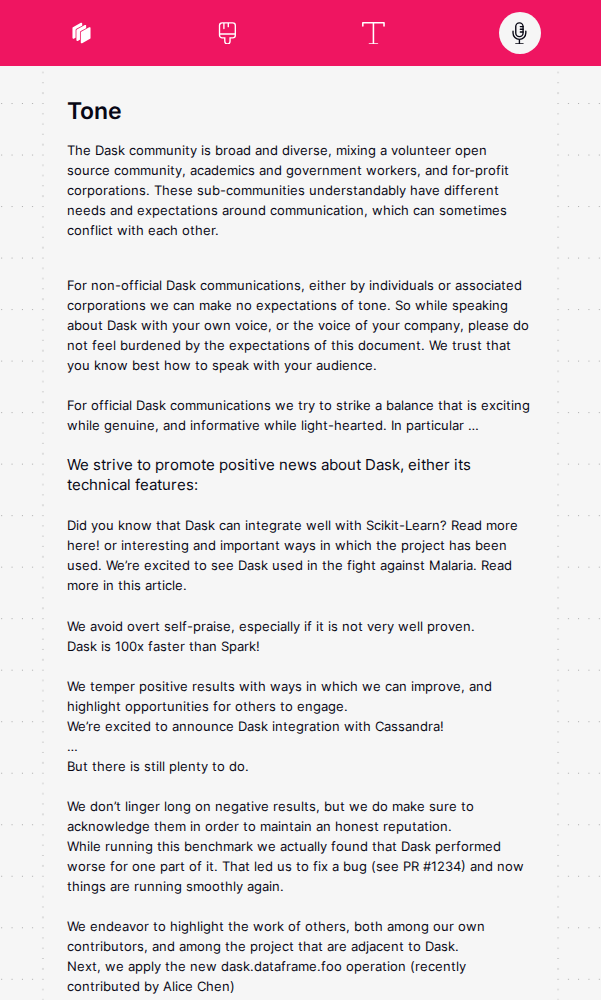 Tone
The Dask community is broad and diverse, mixing a volunteer open
source community, academics and government workers, and for-profit
corporations. These sub-communities understandably have different
needs and expectations around communication, which can sometimes
conflict with each other.
For non-official Dask communications, either by individuals or associated
corporations we can make no expectations of tone. So while speaking
about Dask with your own voice, or the voice of your company, please do
not feel burdened by the expectations of this document. We trust that
you know best how to speak with your audience.
For official Dask communications we try to strike a balance that is exciting
while genuine, and informative while light-hearted. In particular ...
We strive to promote positive news about Dask, either its
technical features:
Did you know that Dask can integrate well with Scikit-Learn? Read more
here! or interesting and important ways in which the project has been
used. We’re excited to see Dask used in the fight against Malaria. Read
more in this article.
We avoid overt self-praise, especially if it is not very well proven.
Dask is 100x faster than Spark!
We temper positive results with ways in which we can improve, and
highlight opportunities for others to engage.
We’re excited to announce Dask integration with Cassandra!
...
But there is still plenty to do.
We don’t linger long on negative results, but we do make sure to
acknowledge them in order to maintain an honest reputation.
While running this benchmark we actually found that Dask performed
worse for one part of it. That led us to fix a bug (see PR #1234) and now
things are running smoothly again.
We endeavor to highlight the work of others, both among our own
contributors, and among the project that are adjacent to Dask.
Next, we apply the new dask.dataframe.foo operation (recently
contributed by Alice Chen)